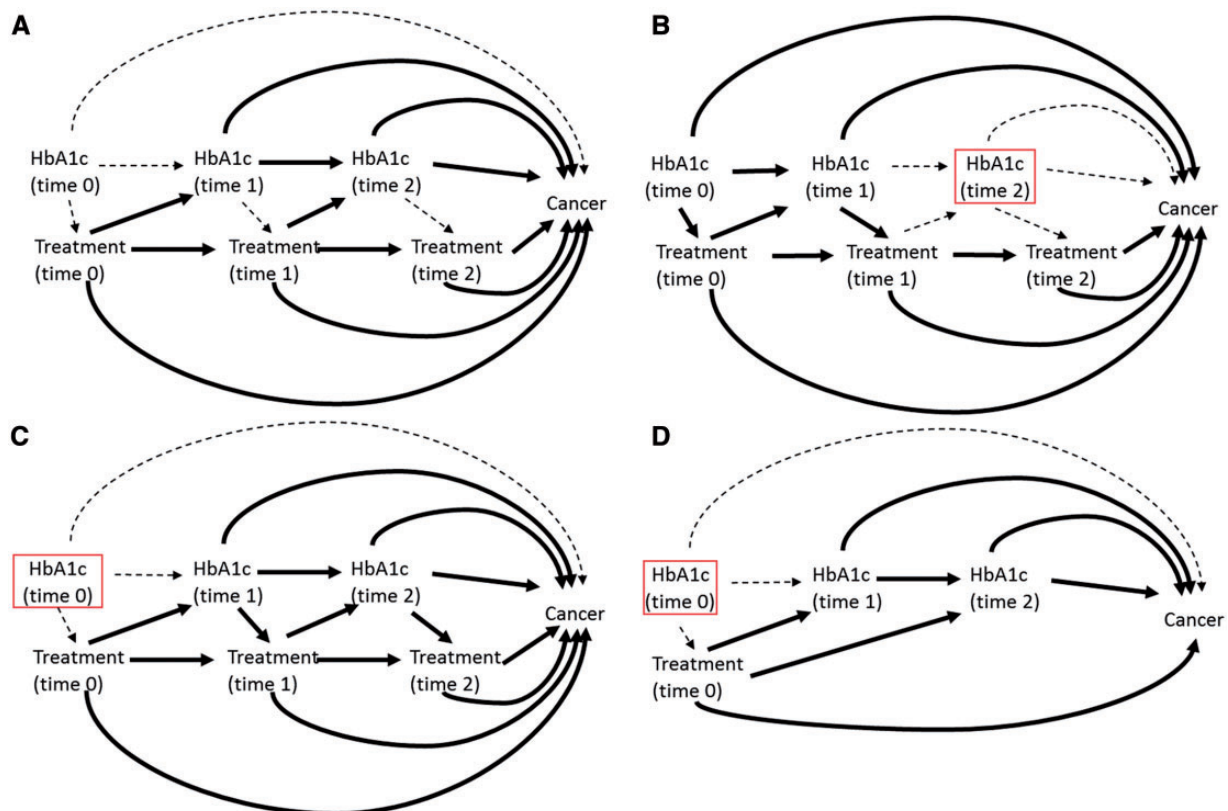 A
HbA1c
(time 0)
HbA1c
(time 1)
HbA1c
(time 2)
Cancer
Treatment
(time 0)
Treatment
(time 1)
Treatment
(time 2)
B
HbA1c
(time 0)
HbA1c
(time 1)
HbA1c
(time 2)
Cancer
Treatment
(time 0)
Treatment
(time 1)
Treatment
(time 2)
C
HbA1c
(time 0)
HbA1c
(time 1)
HbA1c
(time 2)
Cancer
Treatment
(time 0)
Treatment
(time 1)
Treatment
(time 2)
D
HbA1c
(time 0)
HbA1c
(time 1)
HbA1c
(time 2)
Cancer
Treatment
(time 0)